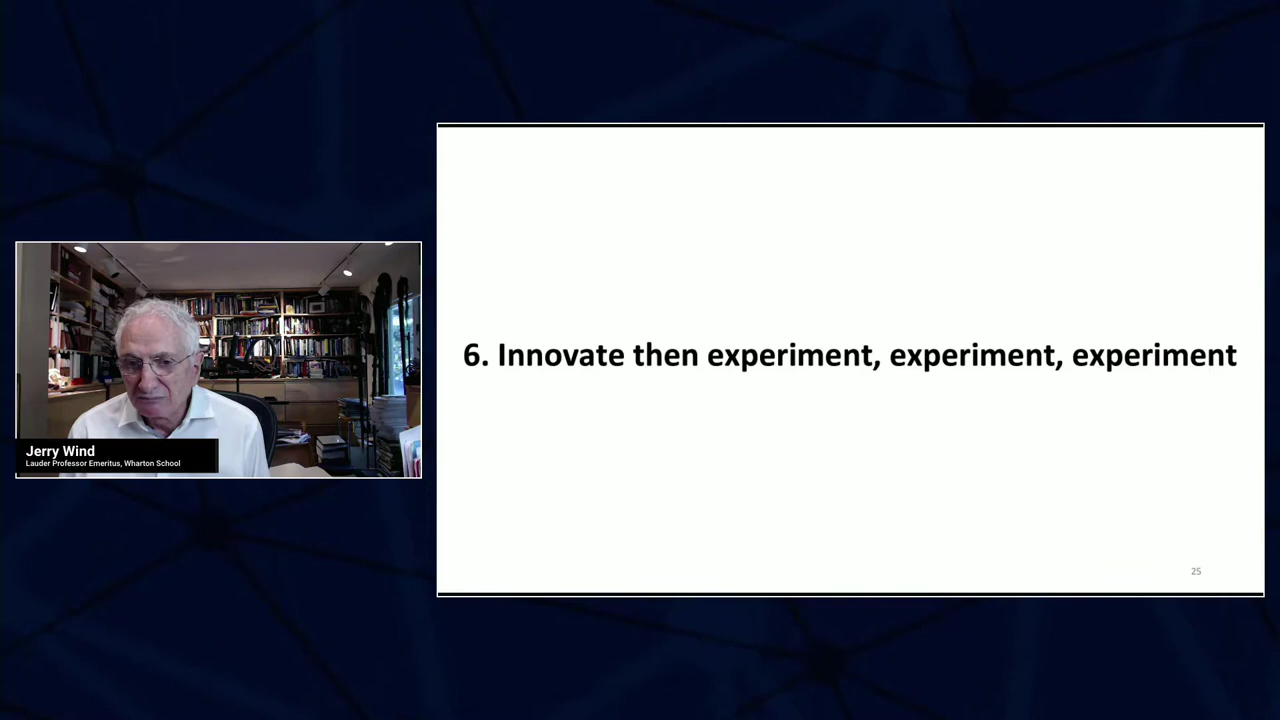 6. Innovate then experiment, experiment, experiment
Jerry Wind
Lauder Professor Emeritus, Wharton School
25